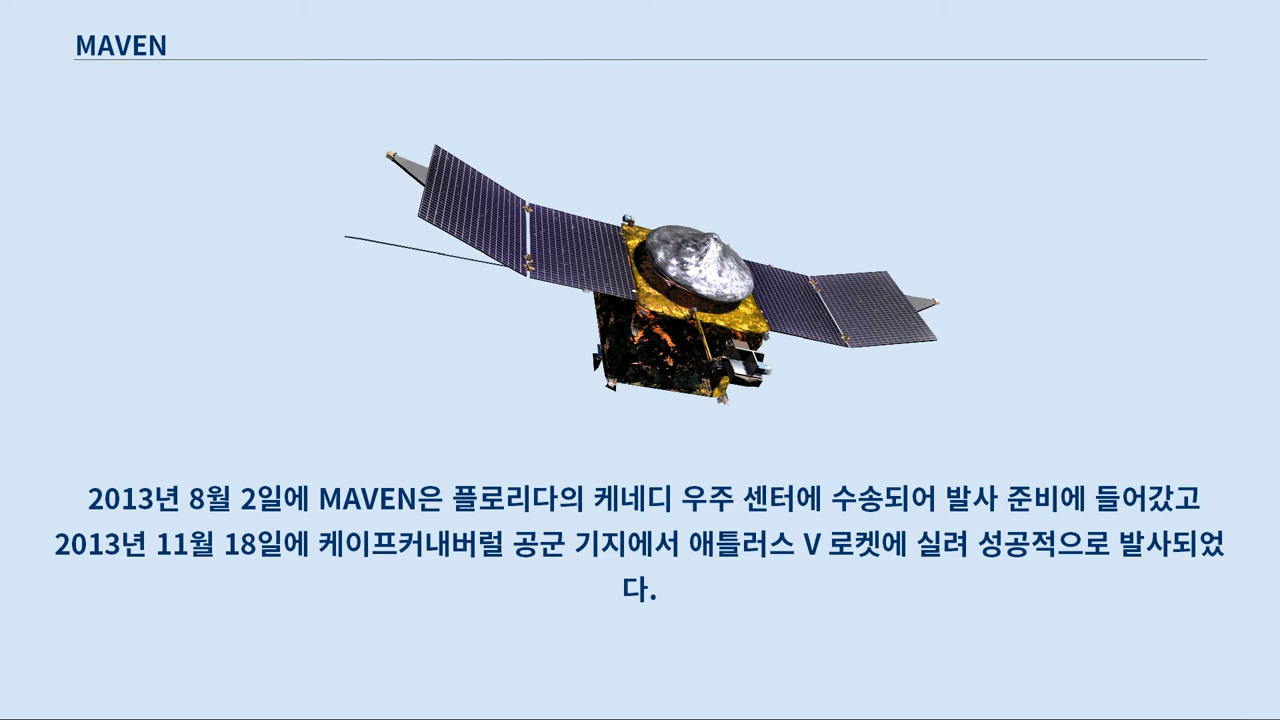 MAVEN
2013년 8월 2일에 MAVEN은 플로리다의 케네디 우주 센터에 수송되어 발사 준비에 들어갔고
2013년 11월 18일에 케이프커내버럴 공군 기지에서 애틀러스 V 로켓에 실려 성공적으로 발사되었
다.